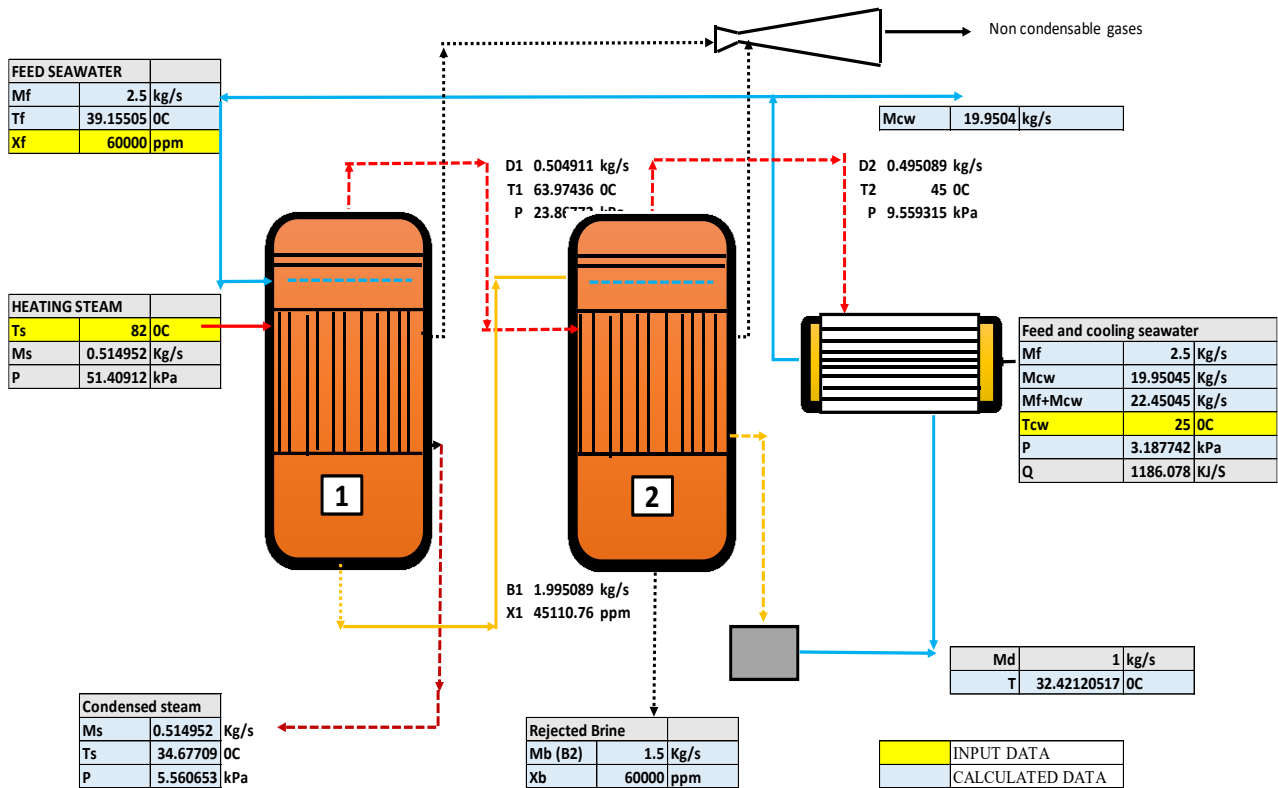 Non condensable gases
FEED SEAWATER
Mf 2.5 kg/s
Tf 39.15505 0C
Xf 60000 ppm
Mcw 19.9504 kg/s
D1 0.504911 kg/s
T1 63.97436 0C
P 23.86773 kPa
D2 0.495089 kg/s
T2 45 0C
P 9.559315 kPa
HEATING STEAM
Ts 82 0C
Ms 0.514952 Kg/s
P 51.40912 kPa
Feed and cooling seawater
Mf 2.5 Kg/s
Mcw 19.95045 Kg/s
Mf+Mcw 22.45045 Kg/s
Tcw 25 0C
P 3.187742 kPa
Q 1186.078 KJ/S
1
2
B1 1.995089 kg/s
X1 45110.76 ppm
Md 1 kg/s
T 32.42120517 0C
Condensed steam
Ms 0.514952 Kg/s
Ts 34.67709 0C
P 5.560653 kPa
Rejected Brine
Mb (B2) 1.5 Kg/s
Xb 60000 ppm
INPUT DATA
CALCULATED DATA